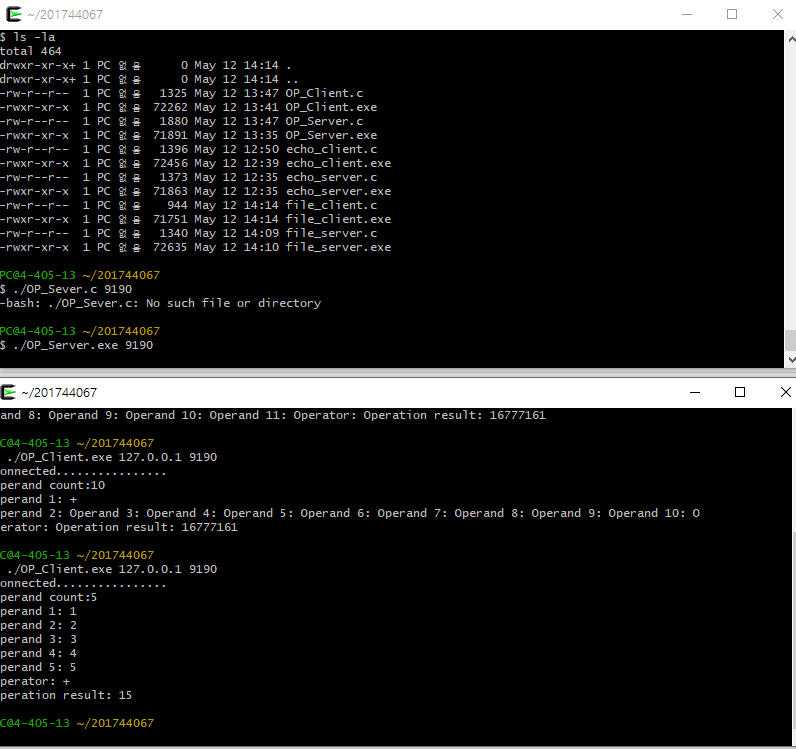 ~/201744067
$ ls -la
total 464
drwxr-xr-x+ 1 PC 없음      0 May 12 14:14 .
drwxr-xr-x+ 1 PC 없음      0 May 12 14:14 ..
-rw-r--r--  1 PC 없음   1325 May 12 13:47 OP_Client.c
-rwxr-xr-x  1 PC 없음  72262 May 12 13:41 OP_Client.exe
-rw-r--r--  1 PC 없음   1880 May 12 13:47 OP_Server.c
-rwxr-xr-x  1 PC 없음  71891 May 12 13:35 OP_Server.exe
-rw-r--r--  1 PC 없음   1396 May 12 12:50 echo_client.c
-rwxr-xr-x  1 PC 없음  72456 May 12 12:39 echo_client.exe
-rw-r--r--  1 PC 없음   1373 May 12 12:35 echo_server.c
-rwxr-xr-x  1 PC 없음  71863 May 12 12:35 echo_server.exe
-rw-r--r--  1 PC 없음    944 May 12 14:14 file_client.c
-rwxr-xr-x  1 PC 없음  71751 May 12 14:14 file_client.exe
-rw-r--r--  1 PC 없음   1340 May 12 14:09 file_server.c
-rwxr-xr-x  1 PC 없음  72635 May 12 14:10 file_server.exe
PC@4-405-13 ~/201744067
$ ./OP_Sever.c 9190
-bash: ./OP_Sever.c: No such file or directory
PC@4-405-13 ~/201744067
$ ./OP_Server.exe 9190
~/201744067
and 8: Operand 9: Operand 10: Operand 11: Operator: Operation result: 16777161
C@4-405-13 ~/201744067
./OP_Client.exe 127.0.0.1 9190
onnected................
perand count:10
perand 1: +
perand 2: Operand 3: Operand 4: Operand 5: Operand 6: Operand 7: Operand 8: Operand 9: Operand 10: O
erator: Operation result: 16777161
C@4-405-13 ~/201744067
./OP_Client.exe 127.0.0.1 9190
onnected................
perand count:5
perand 1: 1
perand 2: 2
perand 3: 3
perand 4: 4
perand 5: 5
perator: +
peration result: 15
C@4-405-13 ~/201744067